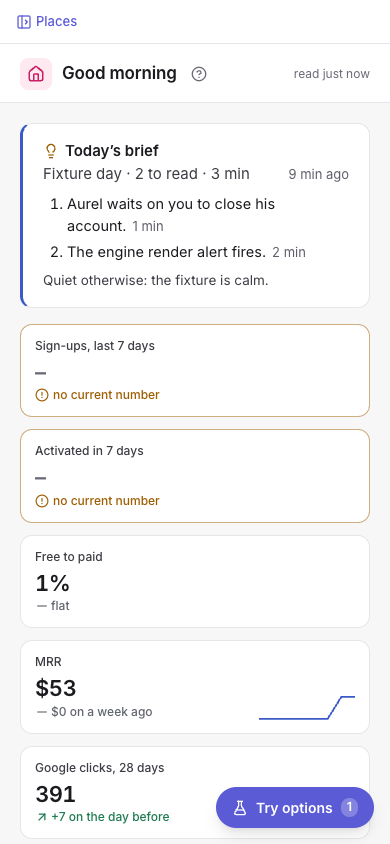 Places
Good morning
read just now
Today's brief
Fixture day · 2 to read · 3 min
9 min ago
1. Aurel waits on you to close his
account. 1 min
2. The engine render alert fires. 2 min
Quiet otherwise: the fixture is calm.
Sign-ups, last 7 days
–
no current number
Activated in 7 days
–
no current number
Free to paid
1%
– flat
MRR
$53
– $0 on a week ago
Google clicks, 28 days
391
+7 on the day before
Try options 1